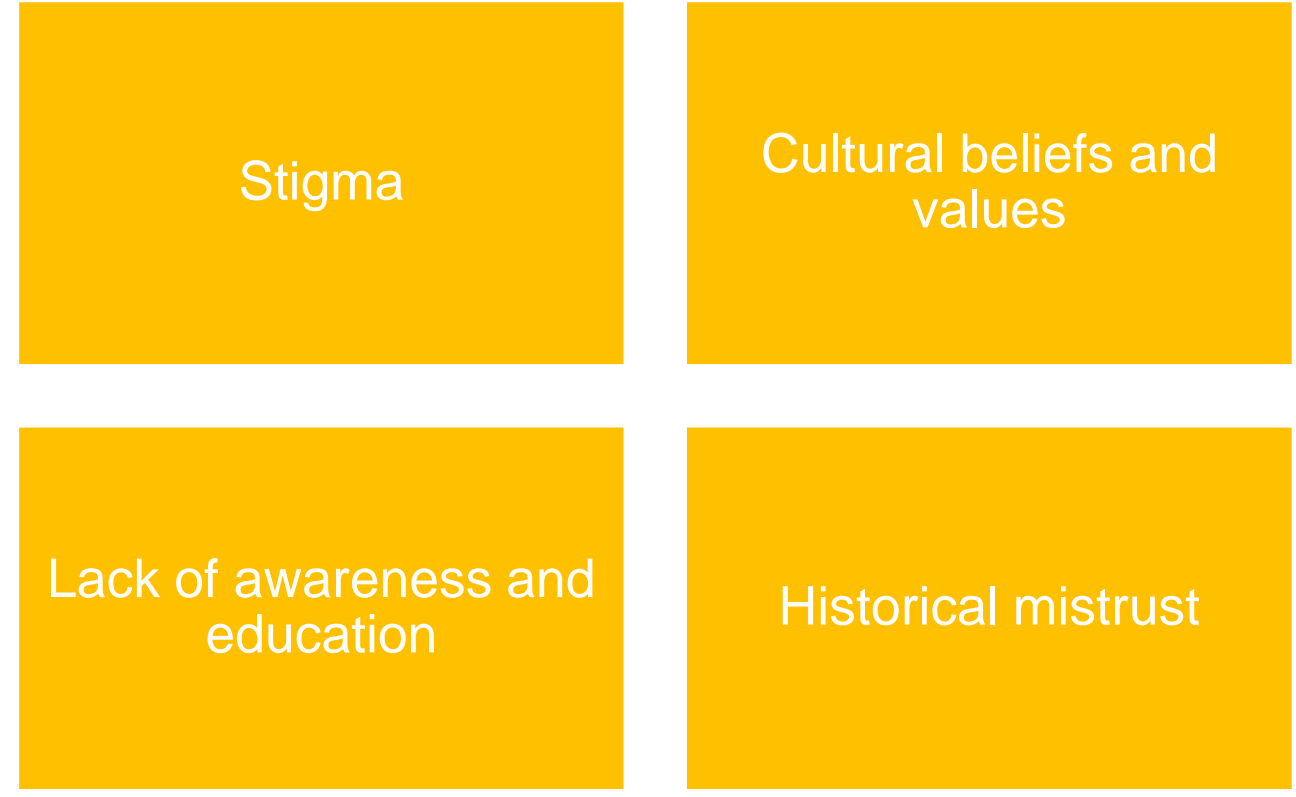 Stigma
Cultural beliefs and
values
Lack of awareness and
education
Historical mistrust